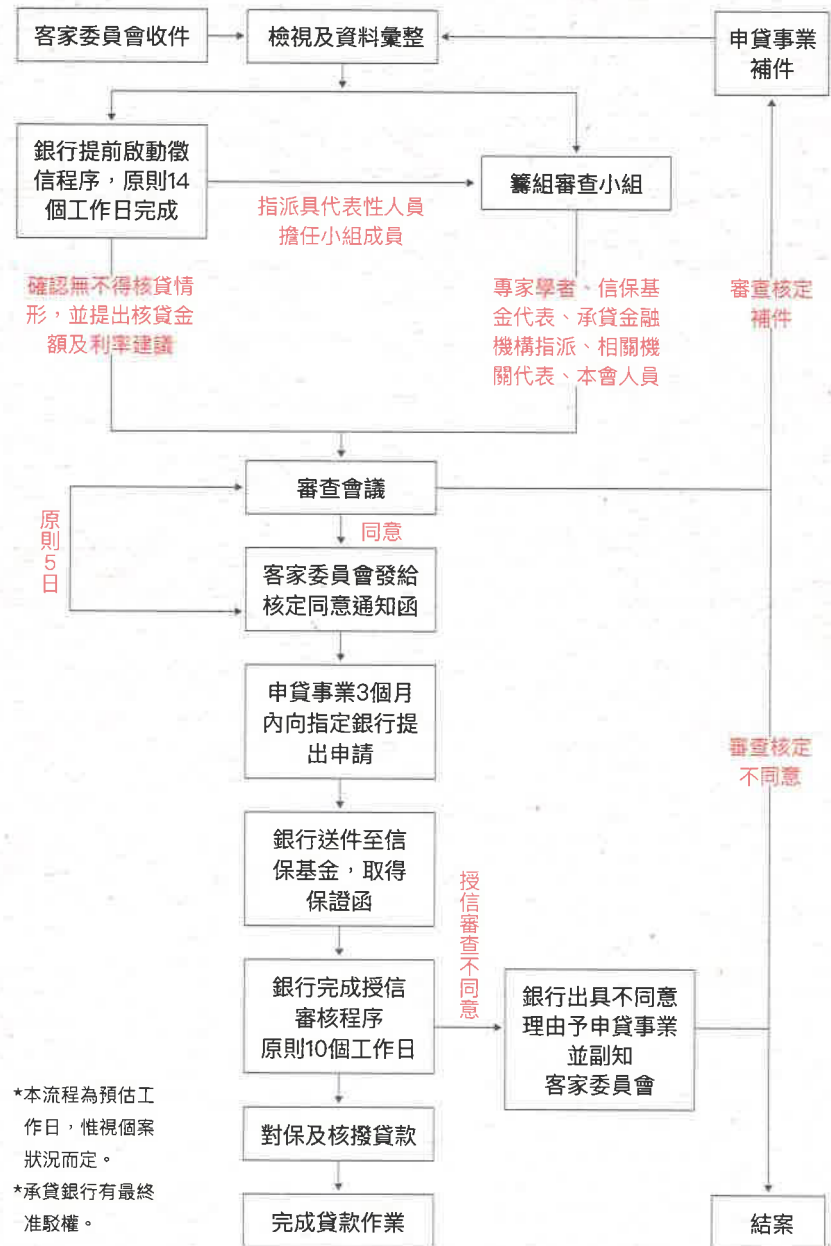 客家委員會收件
檢視及資料彙整
申貸事業
補件
銀行提前啟動徵
信程序，原則14
個工作日完成
指派具代表性人員
擔任小組成員
籌組審查小組
確認無不得核貸情
形，並提出核貸金
額及利率建議
專家學者、信保基
金代表、承貸金融
機構指派、相關機
關代表、本會人員
審查核定
補件
審查會議
原則5日
同意
客家委員會發給
核定同意通知函
申貸事業3個月
內向指定銀行提
出申請
審查核定
不同意
銀行送件至信
保基金，取得
保證函
授信審查不同意
銀行完成授信
審核程序
原則10個工作日
銀行出具不同意
理由予申貸事業
並副知
客家委員會
*本流程為預估工
作日，惟視個案
狀況而定。
*承貸銀行有最終
准駁權。
對保及核撥貸款
完成貸款作業
結案